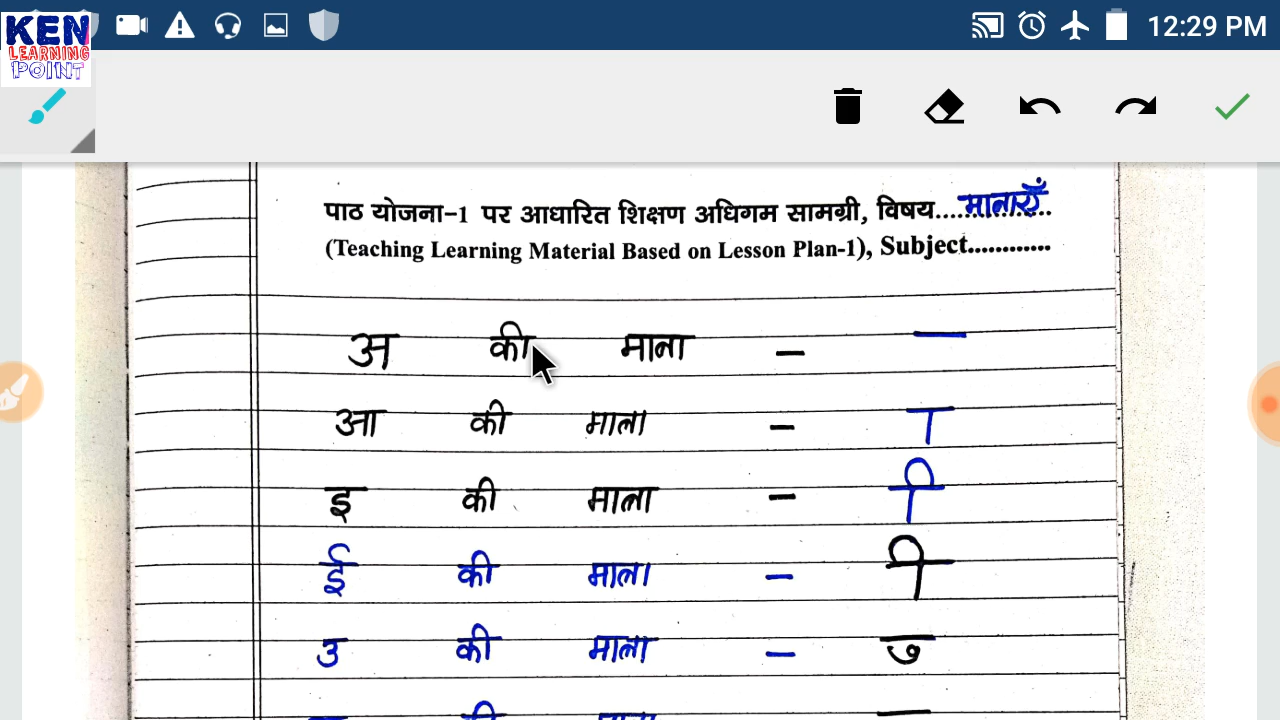 12:29 PM
KEN
LEARNING
POINT
पाठ योजना-1 पर आधारित शिक्षण अधिगम सामग्री, विषय....मात्राएँ....
(Teaching Learning Material Based on Lesson Plan-1), Subject............
अ की मात्रा – —
आ की मात्रा – ा
इ की मात्रा – ि
ई की मात्रा – ी
उ की मात्रा – ु
की मात्रा